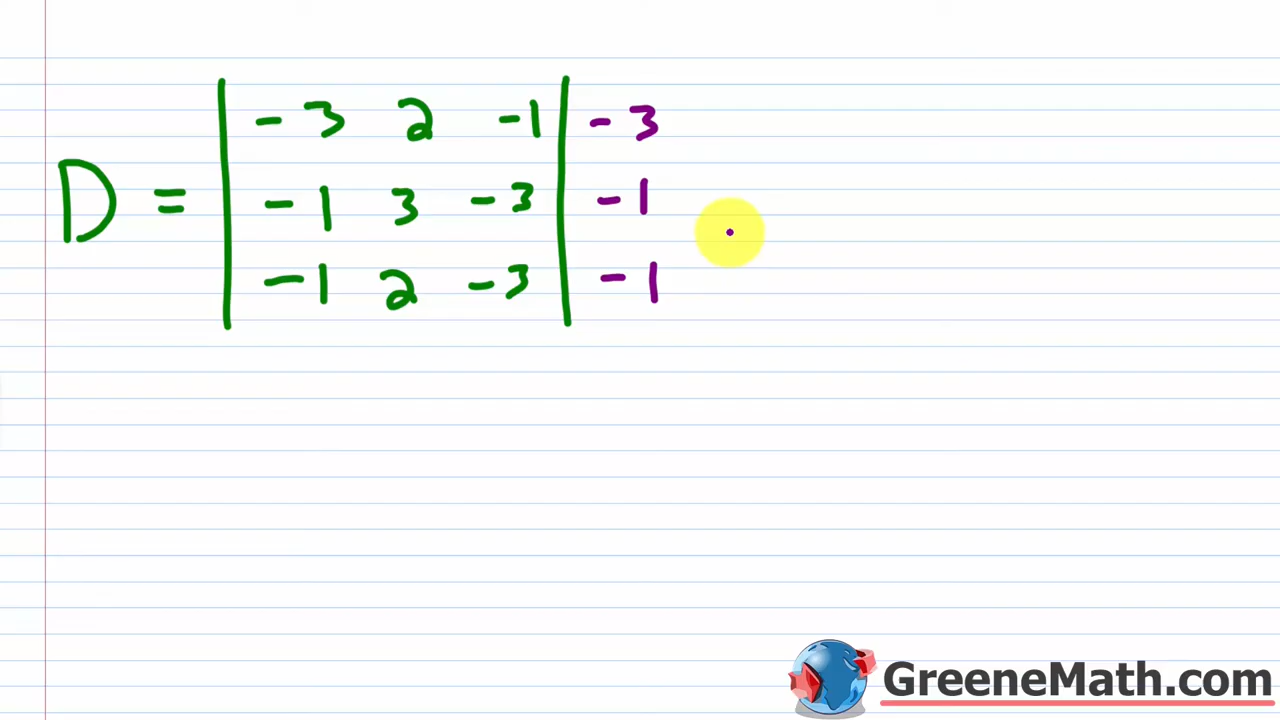 -3 2 -1 -3
D = -1 3 -3 -1
-1 2 -3 -1
GreeneMath.com